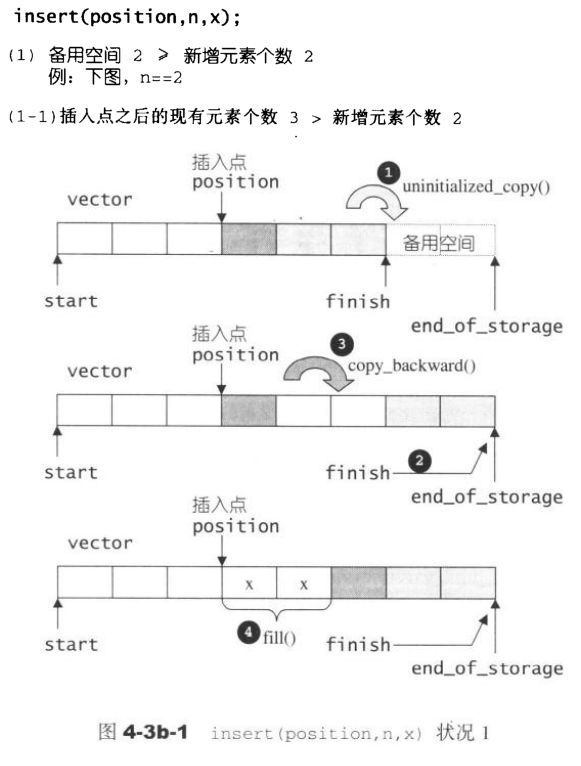 insert(position,n,x);
(1) 备用空间 2 ≥ 新增元素个数 2
例：下图，n==2
(1-1)插入点之后的现有元素个数 3 > 新增元素个数 2
插入点
position
vector
1
uninitialized_copy()
备用空间
start
finish
end_of_storage
插入点
position
vector
3
copy_backward()
start
finish
2
end_of_storage
插入点
position
vector
x x
4 fill()
start
finish
end_of_storage
图 4-3b-1 insert(position,n,x) 状况 1